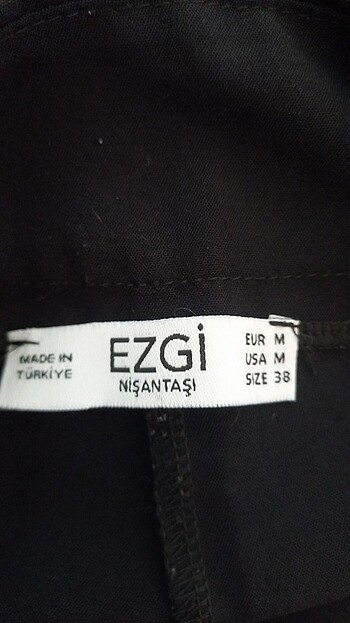 MADE IN
TÜRKİYE
EZGİ
NİŞANTAŞI
EUR M
USA M
SIZE 38